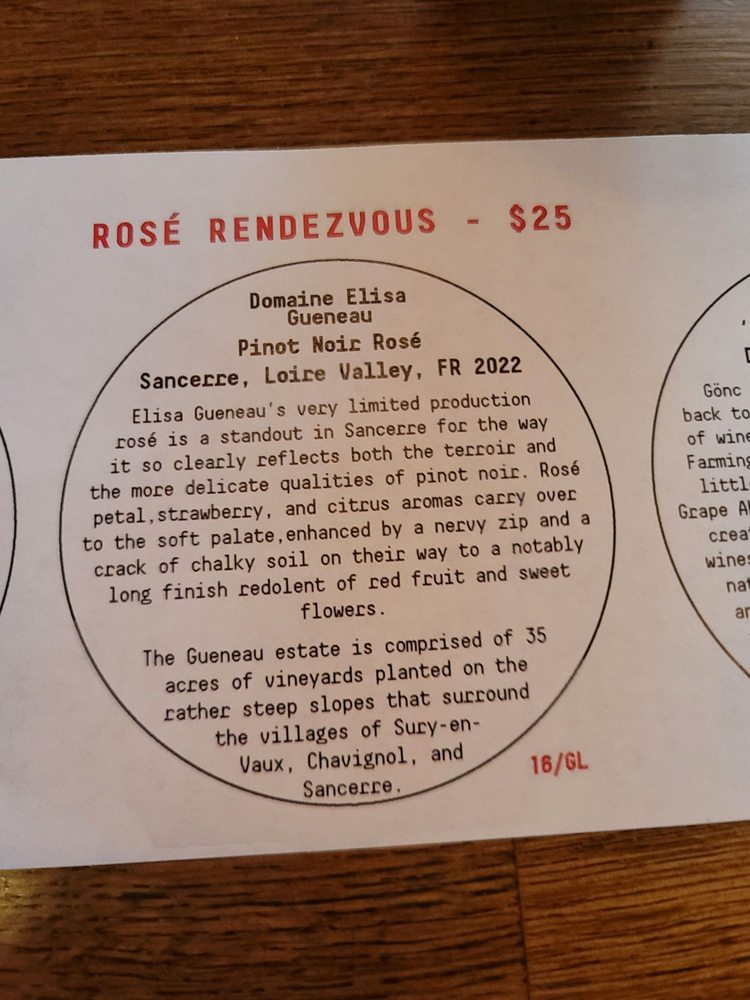 ROSÉ RENDEZVOUS - $25
Domaine Elisa
Gueneau
Pinot Noir Rosé
Sancerre, Loire Valley, FR 2022
Elisa Gueneau's very limited production
rosé is a standout in Sancerre for the way
it so clearly reflects both the terroir and
the more delicate qualities of pinot noir. Rosé
petal,strawberry, and citrus aromas carry over
to the soft palate,enhanced by a nervy zip and a
crack of chalky soil on their way to a notably
long finish redolent of red fruit and sweet
flowers.
The Gueneau estate is comprised of 35
acres of vineyards planted on the
rather steep slopes that surround
the villages of Sury-en-
Vaux, Chavignol, and
Sancerre.
16/GL
Gönc
back to
of wine
Farming
littl
Grape
crea
wines
nat